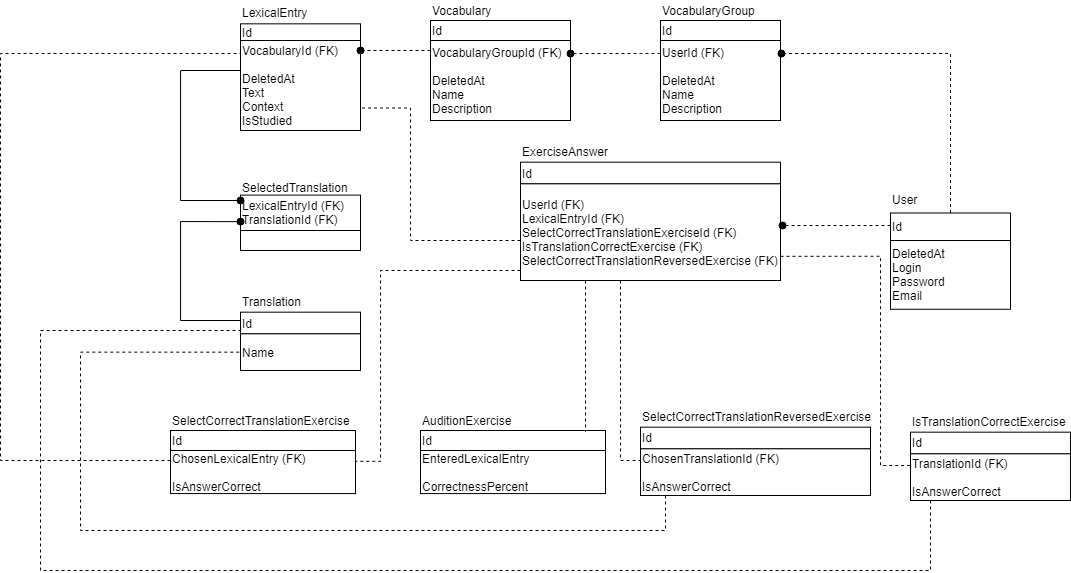 LexicalEntry
Id
VocabularyId (FK)
DeletedAt
Text
Context
IsStudied
Vocabulary
Id
VocabularyGroupId (FK)
DeletedAt
Name
Description
VocabularyGroup
Id
UserId (FK)
DeletedAt
Name
Description
ExerciseAnswer
Id
UserId (FK)
LexicalEntryId (FK)
SelectCorrectTranslationExerciseId (FK)
IsTranslationCorrectExercise (FK)
SelectCorrectTranslationReversedExercise (FK)
SelectedTranslation
LexicalEntryId (FK)
TranslationId (FK)
User
Id
DeletedAt
Login
Password
Email
Translation
Id
Name
SelectCorrectTranslationExercise
Id
ChosenLexicalEntry (FK)
IsAnswerCorrect
AuditionExercise
Id
EnteredLexicalEntry
CorrectnessPercent
SelectCorrectTranslationReversedExercise
Id
ChosenTranslationId (FK)
IsAnswerCorrect
IsTranslationCorrectExercise
Id
TranslationId (FK)
IsAnswerCorrect